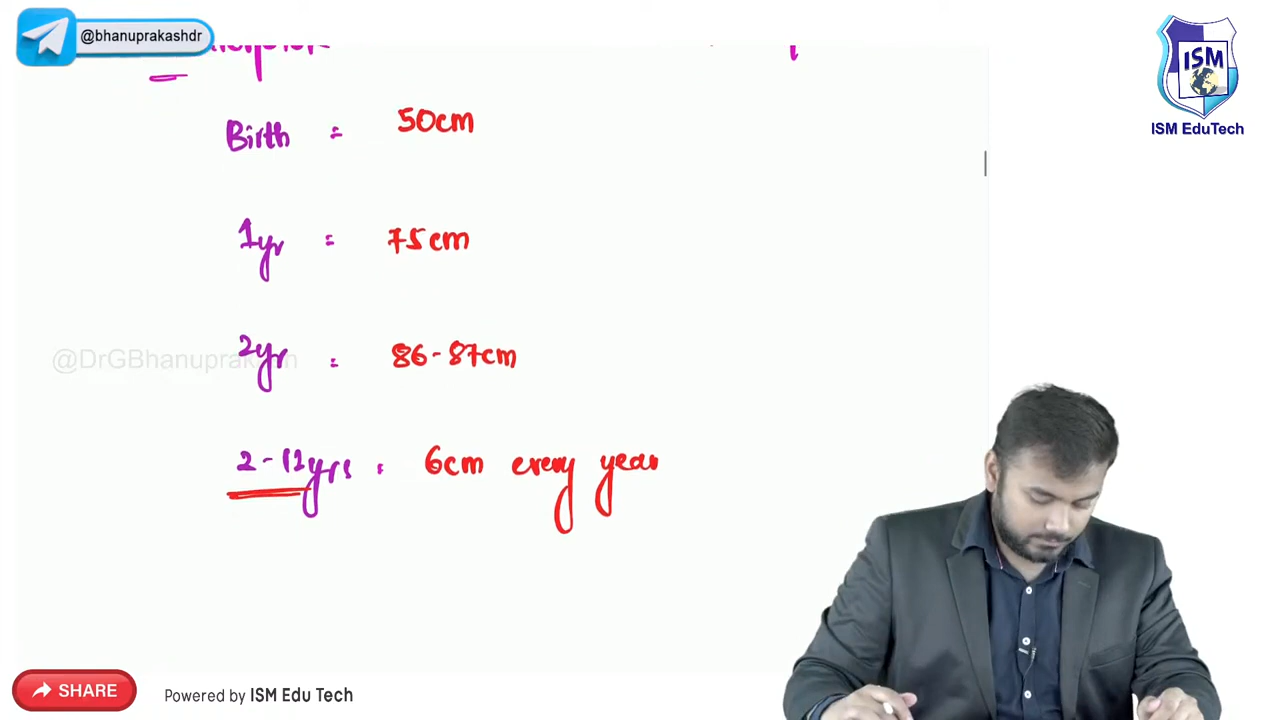 @bhanuprakashdr
ISM
ISM EduTech
Birth = 50cm
1yr = 75cm
@DrGBhanuprakash
2yr = 86-87cm
2-12yrs = 6cm every year
SHARE
Powered by ISM Edu Tech